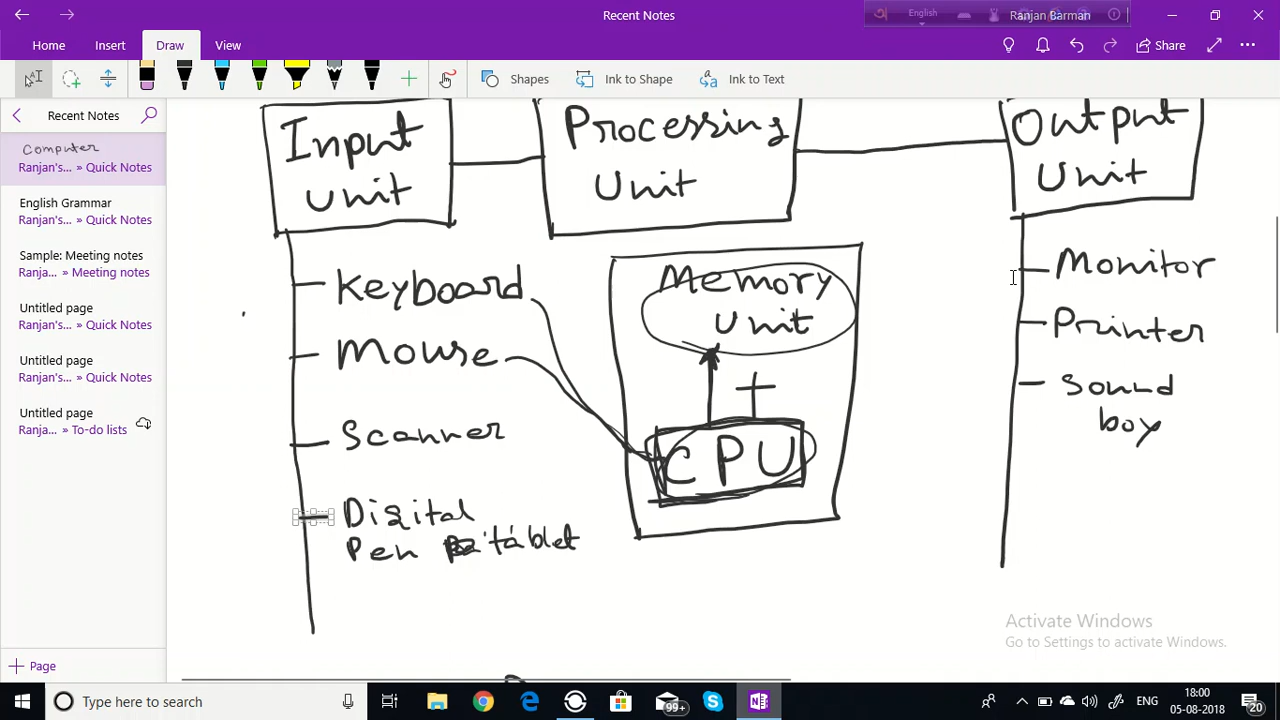 Recent Notes
English
Ranjan Barman
Home
Insert
Draw
View
Share
Shapes
Ink to Shape
Ink to Text
Recent Notes
Computer
Ranjan's... » Quick Notes
English Grammar
Ranjan's... » Quick Notes
Sample: Meeting notes
Ranja... » Meeting notes
Untitled page
Ranjan's... » Quick Notes
Untitled page
Ranjan's... » Quick Notes
Untitled page
Ranja... » To-do lists
Page
Input
Unit
Processing
Unit
Output
Unit
Keyboard
Mouse
Scanner
Digital
Pen tablet
Memory
Unit
+
CPU
Monitor
Printer
Sound
box
Activate Windows
Go to Settings to activate Windows.
Type here to search
99+
ENG
18:00
05-08-2018
20